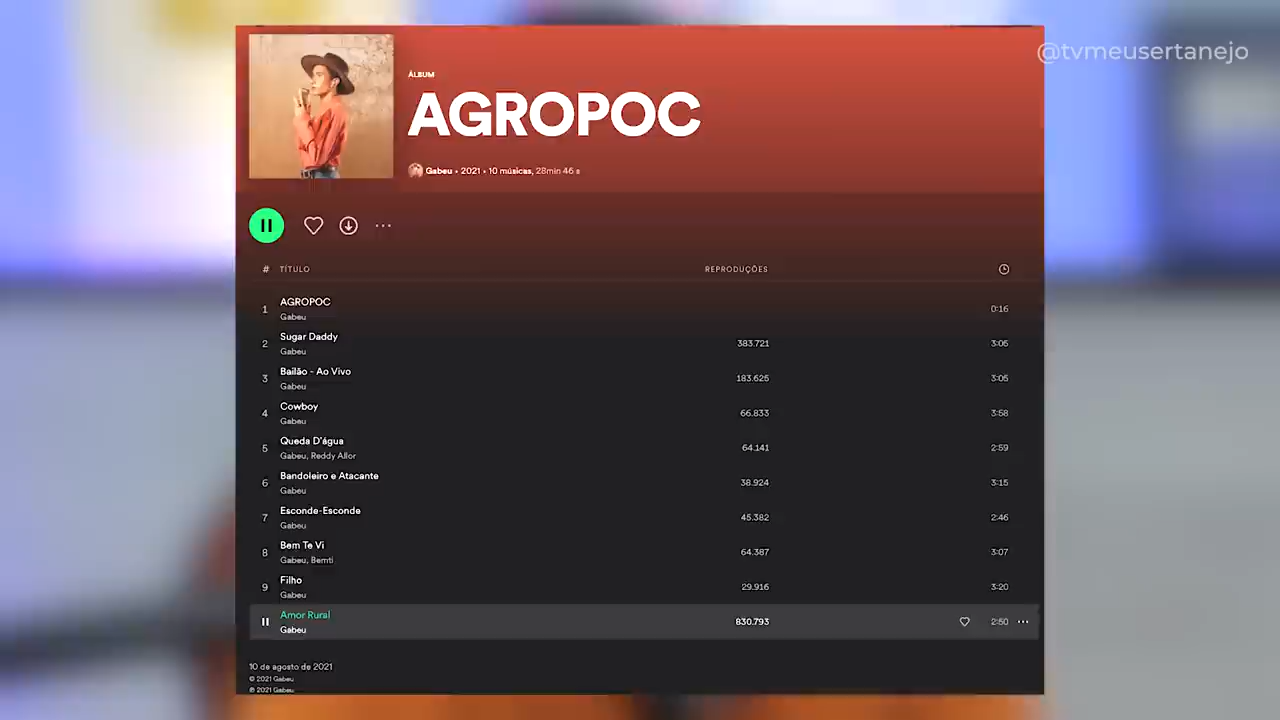 @tvmeusertanejo
ÁLBUM
AGROPOC
Gabeu • 2021 • 10 músicas, 28min 46 s
# TÍTULO REPRODUÇÕES
1 AGROPOC 0:16
Gabeu
2 Sugar Daddy 383.721 3:05
Gabeu
3 Bailão - Ao Vivo 183.625 3:05
Gabeu
4 Cowboy 66.833 3:58
Gabeu
5 Queda D'água 64.141 2:59
Gabeu, Reddy Allor
6 Bandoleiro e Atacante 38.924 3:15
Gabeu
7 Esconde-Esconde 45.382 2:46
Gabeu
8 Bem Te Vi 64.387 3:07
Gabeu, Bemti
9 Filho 29.916 3:20
Gabeu
Amor Rural 830.793 2:50
Gabeu
10 de agosto de 2021
© 2021 Gabeu
℗ 2021 Gabeu